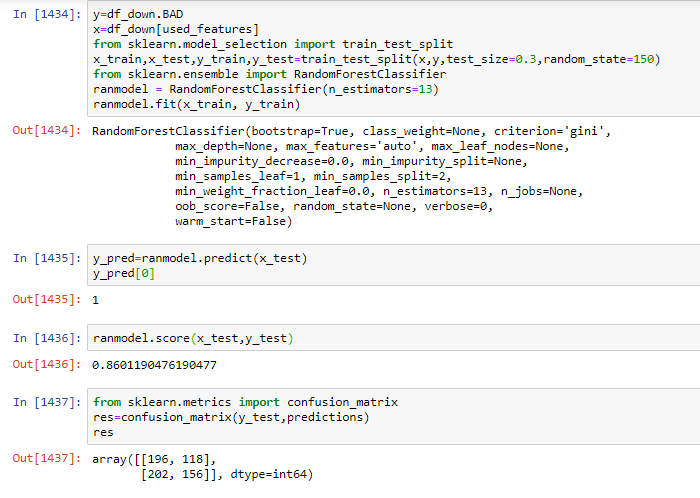 In [1434]: y=df_down.BAD
x=df_down[used_features]
from sklearn.model_selection import train_test_split
x_train,x_test,y_train,y_test=train_test_split(x,y,test_size=0.3,random_state=150)
from sklearn.ensemble import RandomForestClassifier
ranmodel = RandomForestClassifier(n_estimators=13)
ranmodel.fit(x_train, y_train)
Out[1434]: RandomForestClassifier(bootstrap=True, class_weight=None, criterion='gini',
max_depth=None, max_features='auto', max_leaf_nodes=None,
min_impurity_decrease=0.0, min_impurity_split=None,
min_samples_leaf=1, min_samples_split=2,
min_weight_fraction_leaf=0.0, n_estimators=13, n_jobs=None,
oob_score=False, random_state=None, verbose=0,
warm_start=False)
In [1435]: y_pred=ranmodel.predict(x_test)
y_pred[0]
Out[1435]: 1
In [1436]: ranmodel.score(x_test,y_test)
Out[1436]: 0.8601190476190477
In [1437]: from sklearn.metrics import confusion_matrix
res=confusion_matrix(y_test,predictions)
res
Out[1437]: array([[196, 118],
[202, 156]], dtype=int64)